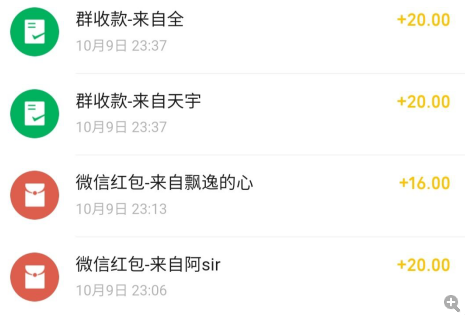 群收款-来自全
+20.00
10月9日 23:37
群收款-来自天宇
+20.00
10月9日 23:37
微信红包-来自飘逸的心
+16.00
10月9日 23:13
微信红包-来自阿sir
+20.00
10月9日 23:06